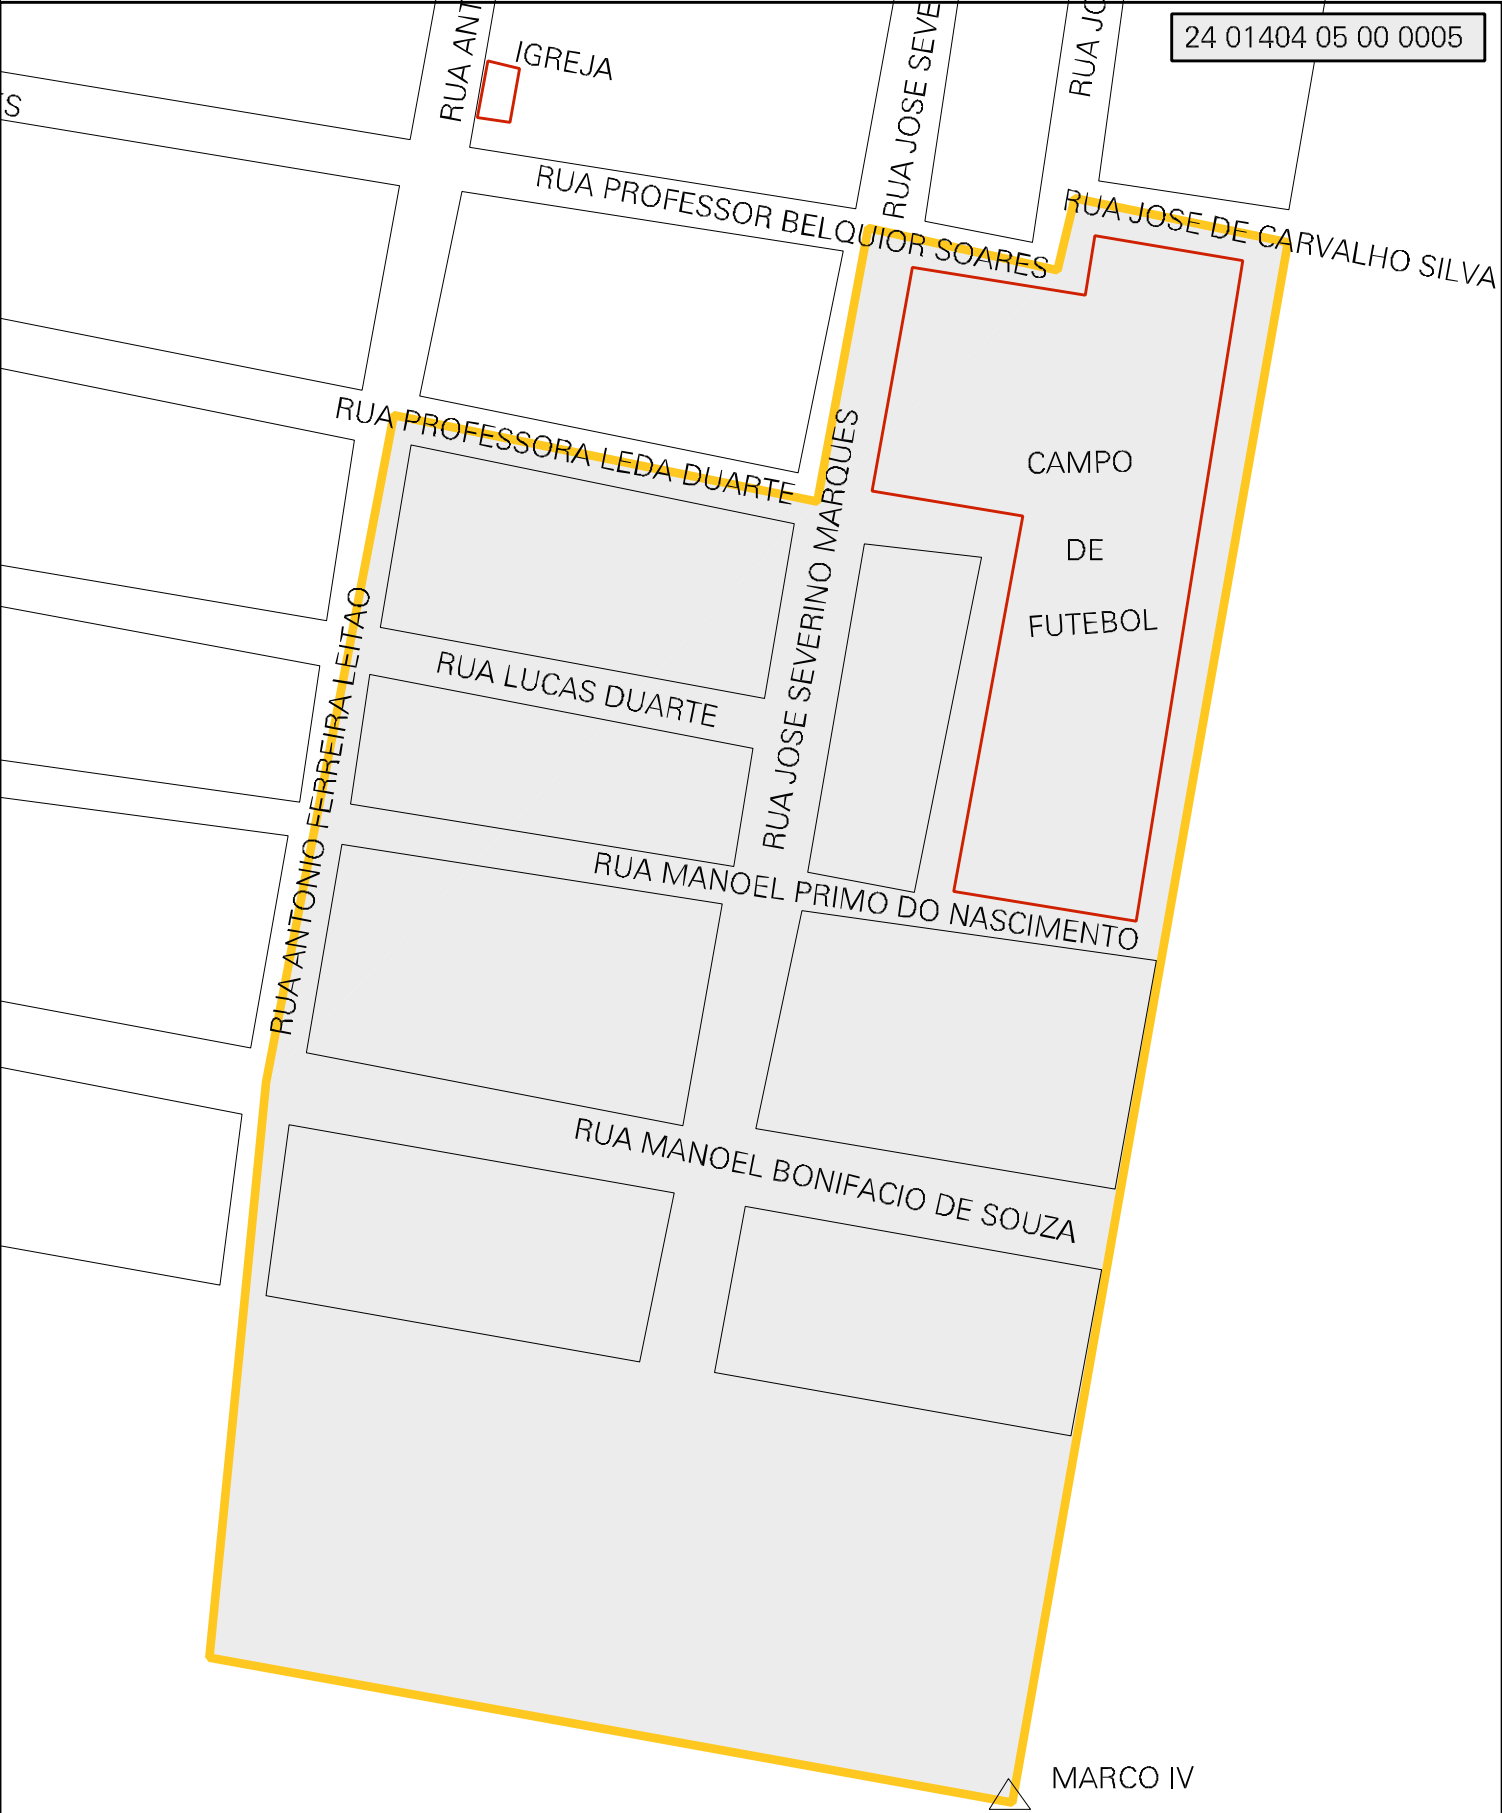 24 01404 05 00 0005
IGREJA
RUA ANT
RUA JOSE SEVE
RUA JO
S
RUA PROFESSOR BELQUIOR SOARES
RUA JOSE DE CARVALHO SILVA
RUA PROFESSORA LEDA DUARTE
CAMPO
DE
FUTEBOL
RUA JOSE SEVERINO MARQUES
RUA ANTONIO FERREIRA LEITAO
RUA LUCAS DUARTE
RUA MANOEL PRIMO DO NASCIMENTO
RUA MANOEL BONIFACIO DE SOUZA
MARCO IV